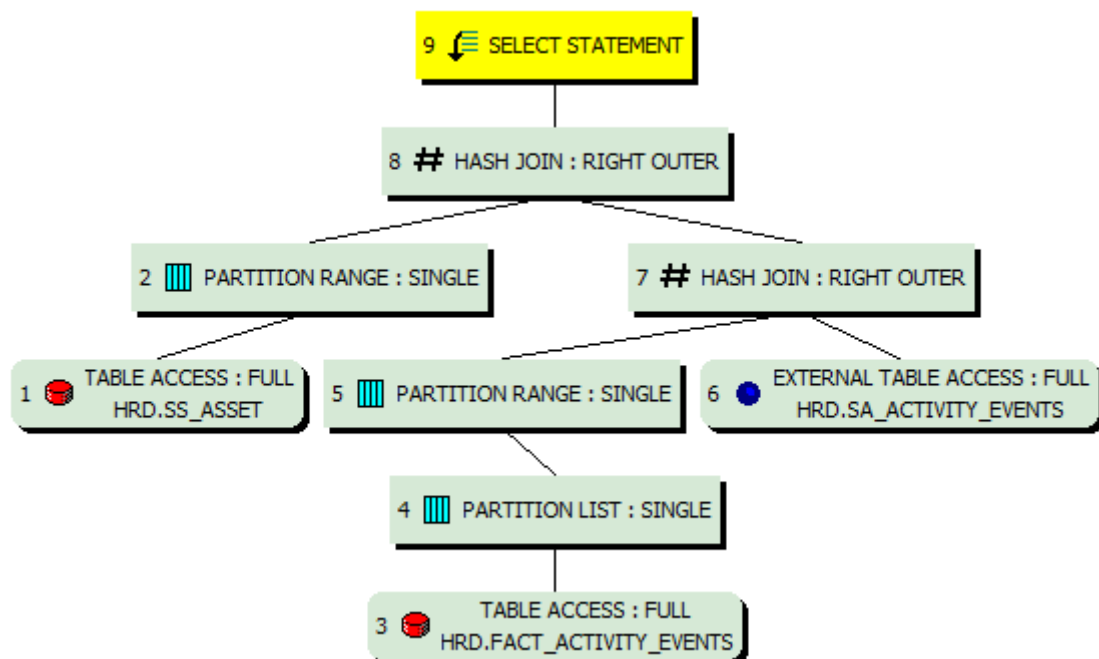 9 SELECT STATEMENT
8 HASH JOIN : RIGHT OUTER
2 PARTITION RANGE : SINGLE
7 HASH JOIN : RIGHT OUTER
1 TABLE ACCESS : FULL
HRD.SS_ASSET
5 PARTITION RANGE : SINGLE
6 EXTERNAL TABLE ACCESS : FULL
HRD.SA_ACTIVITY_EVENTS
4 PARTITION LIST : SINGLE
3 TABLE ACCESS : FULL
HRD.FACT_ACTIVITY_EVENTS